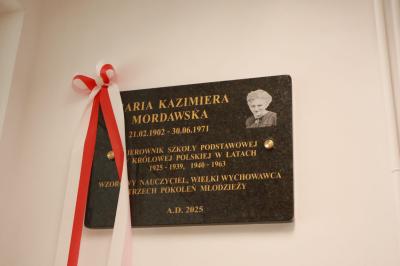 ARIA KAZIMIERA
MORDAWSKA
21.02.1902 - 30.06.1971
IEROWNIK SZKOŁY PODSTAWOWEJ
KRÓLOWEJ POLSKIEJ W LATACH
1925 - 1939, 1940 - 1963
WZOROWY NAUCZYCIEL, WIELKI WYCHOWAWCA
TRZECH POKOLEŃ MŁODZIEŻY
A.D. 2025